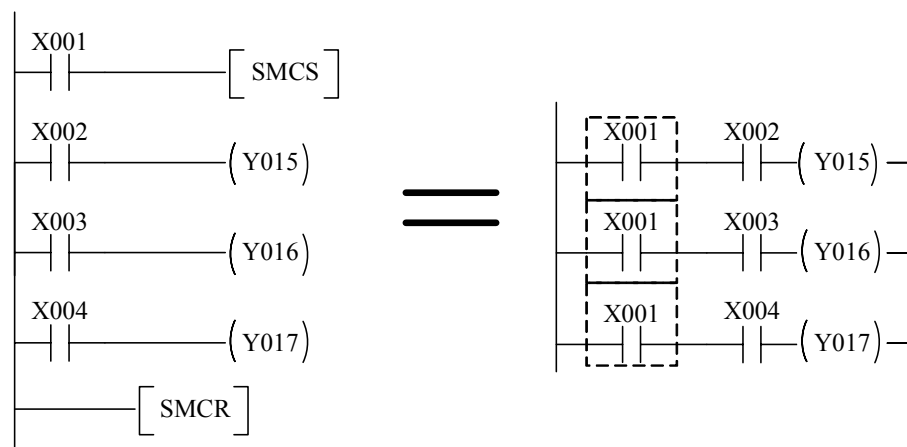 X001
SMCS
X002
Y015
X003
Y016
X004
Y017
SMCR
X001 X002
Y015
X001 X003
Y016
X001 X004
Y017